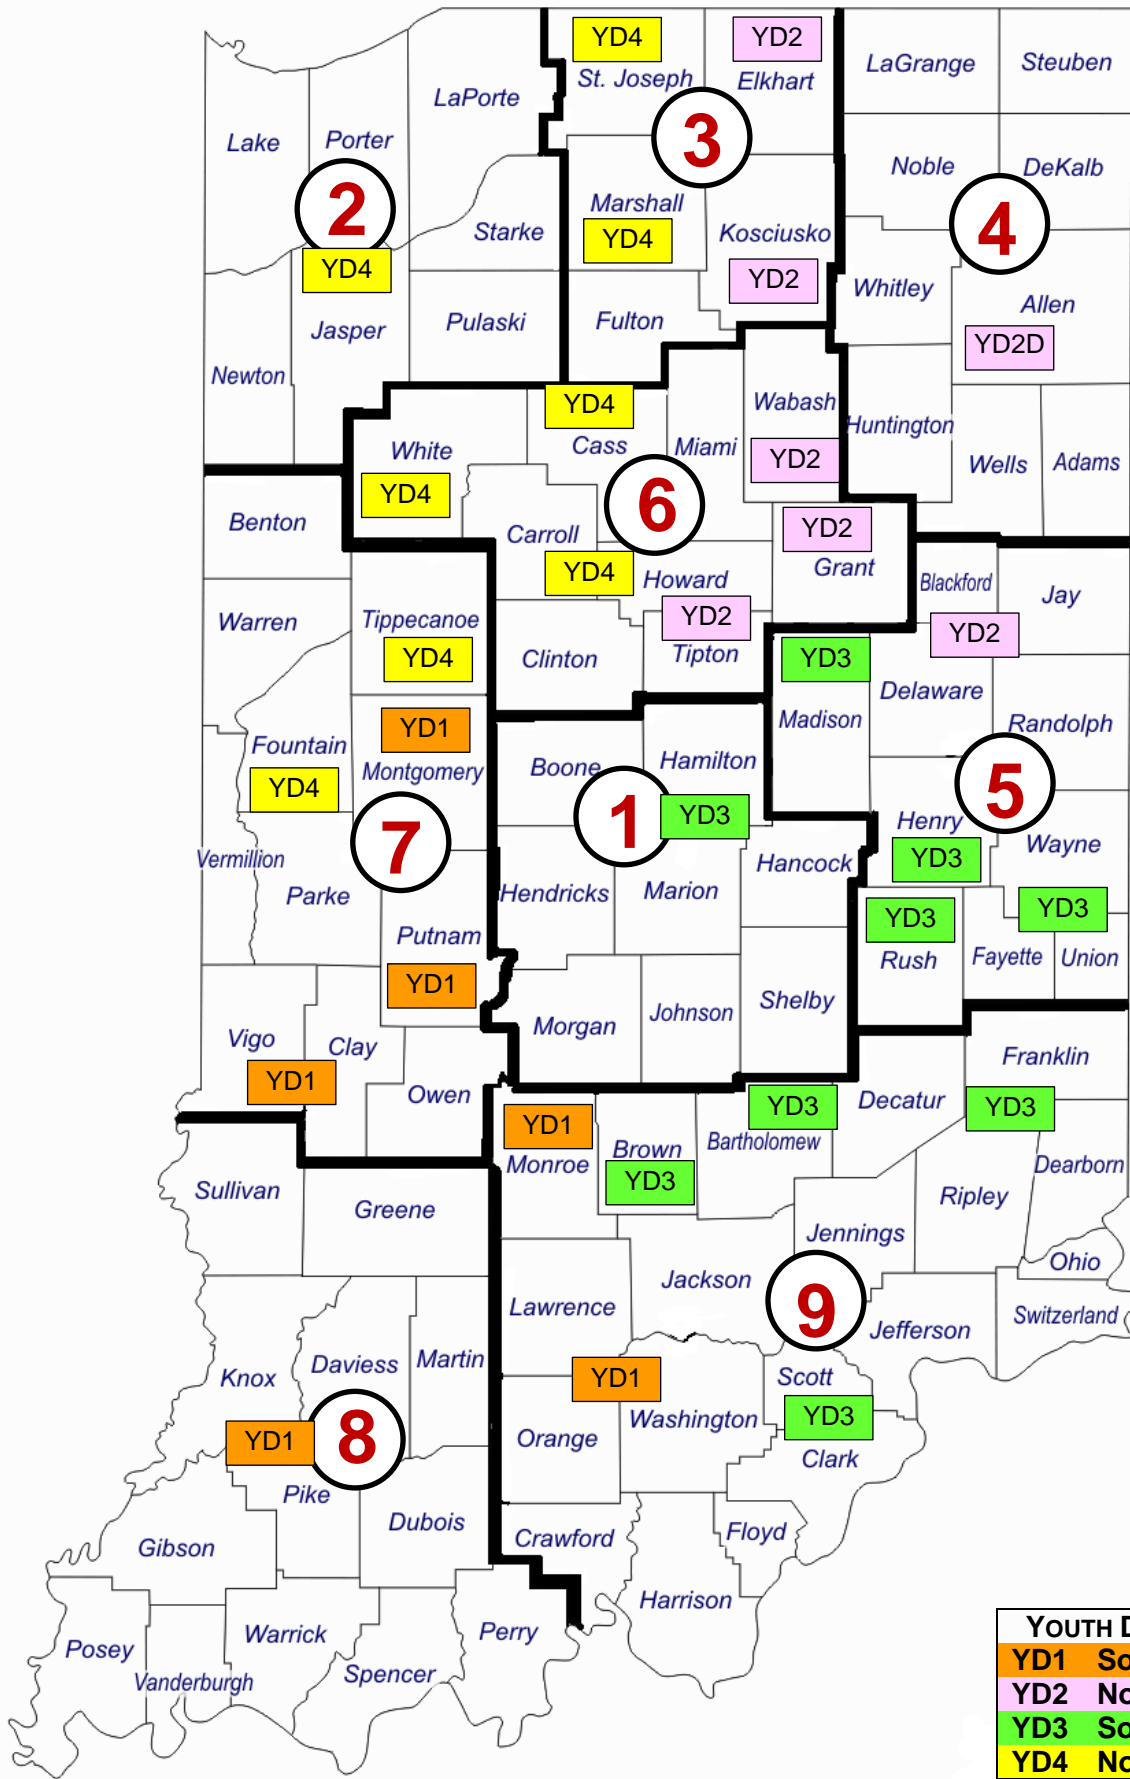 YD4
YD2
LaGrange
Steuben
St. Joseph
Elkhart
LaPorte
Lake
Porter
3
Noble
DeKalb
2
Marshall
4
Starke
YD4
Kosciusko
YD4
YD2
Whitley
Allen
Jasper
Pulaski
Fulton
YD2D
Newton
Wabash
YD4
Huntington
White
Cass
Miami
YD2
Wells
Adams
YD4
6
Benton
Carroll
YD2
YD4
Howard
Grant
Blackford
Jay
Warren
Tippecanoe
YD2
YD2
YD4
Clinton
Tipton
YD3
Delaware
YD1
Madison
Randolph
Fountain
Boone
Hamilton
Montgomery
YD4
5
1
YD3
Henry
7
Wayne
Vermillion
YD3
Hancock
Parke
Hendricks
Marion
YD3
YD3
Putnam
Rush
Fayette
Union
YD1
Shelby
Morgan
Johnson
Vigo
Clay
Franklin
YD1
Owen
YD3
Decatur
YD3
YD1
Brown
Bartholomew
Monroe
YD3
Dearborn
Sullivan
Greene
Ripley
Jennings
Ohio
Jackson
Lawrence
9
Switzerland
Jefferson
Knox
Daviess
Martin
YD1
Scott
Washington
YD3
YD1
8
Orange
Clark
Pike
Dubois
Crawford
Floyd
Gibson
Harrison
Posey
Warrick
Perry
Vanderburgh
Spencer
YOUTH D
YD1 So
YD2 No
YD3 So
YD4 No